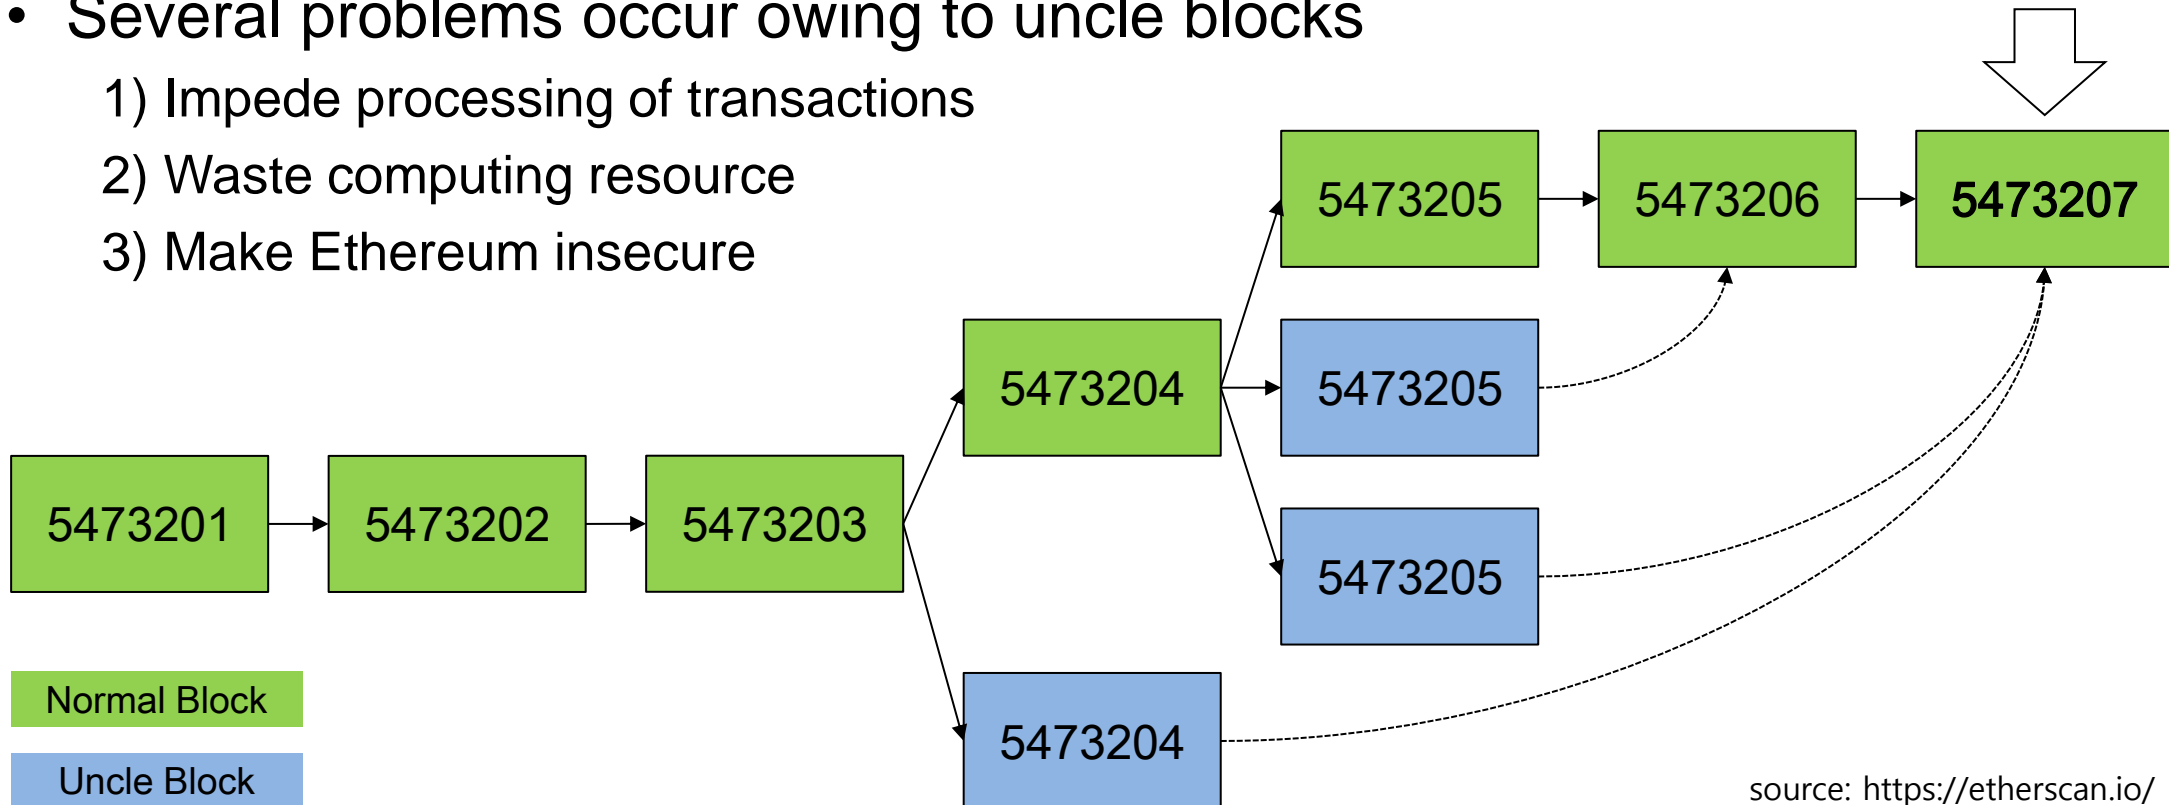 • Several problems occur owing to uncle blocks
1) Impede processing of transactions
2) Waste computing resource
3) Make Ethereum insecure
5473205
5473206
5473207
5473204
5473205
5473201
5473202
5473203
5473205
5473204
Normal Block
Uncle Block
source: https://etherscan.io/